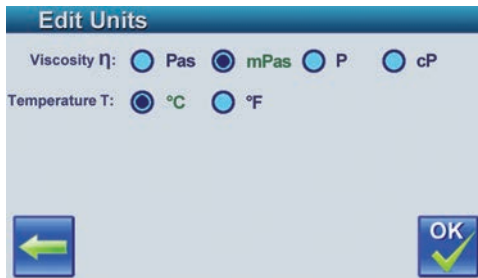 Edit Units
Viscosity η: Pas mPas P cP
Temperature T: °C °F
OK